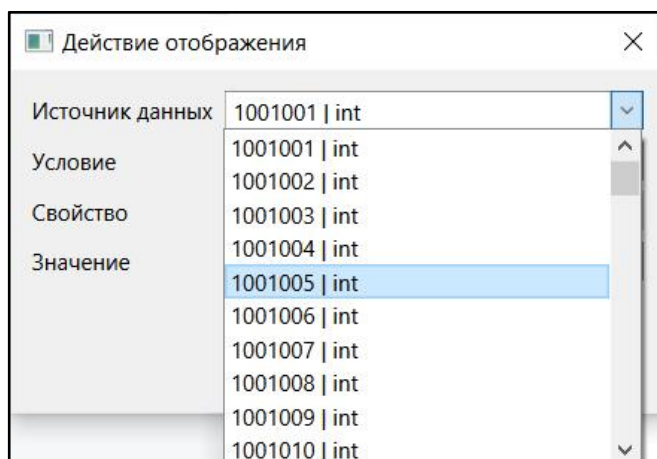 Действие отображения
Источник данных 1001001 | int
1001001 | int
Условие
1001002 | int
Свойство
1001003 | int
1001004 | int
Значение
1001005 | int
1001006 | int
1001007 | int
1001008 | int
1001009 | int
1001010 | int